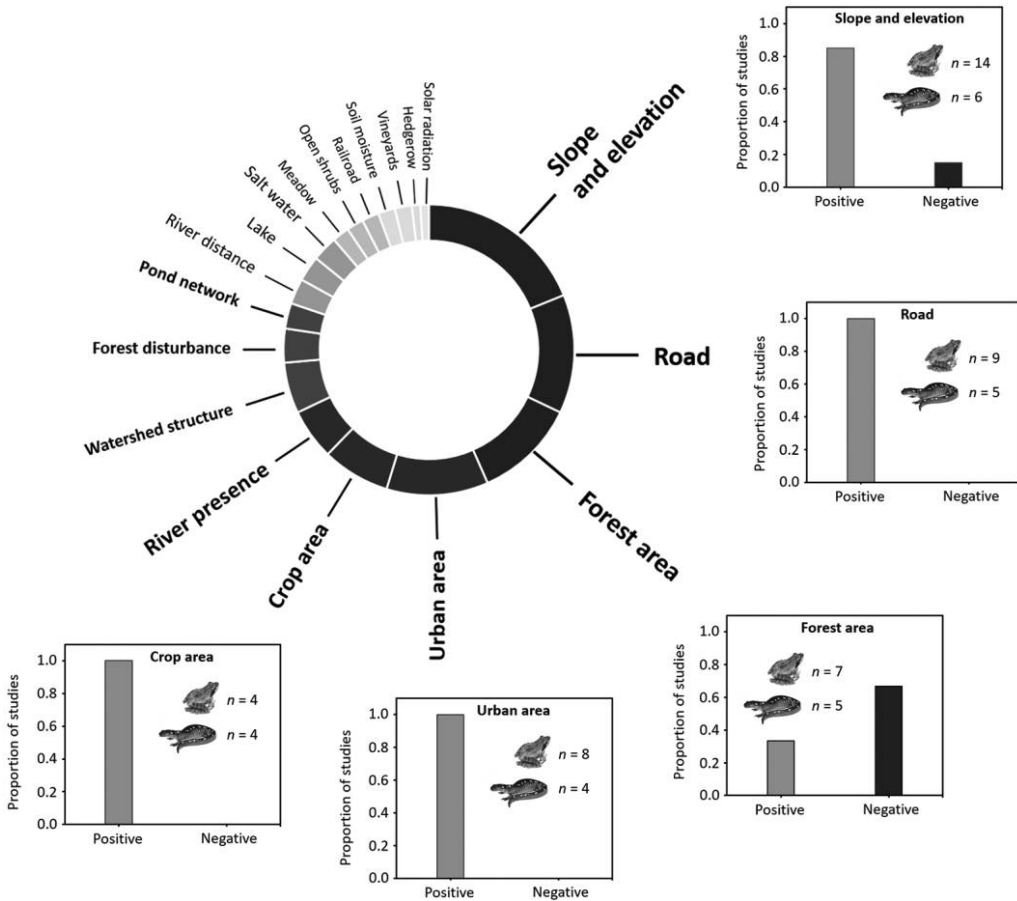 Slope and elevation
Proportion of studies
1.0
0.8
0.6
0.4
0.2
0.0
n = 14
n = 6
Positive
Negative
Solar radiation
Hedgerow
Vineyards
Railroad
Soil moisture
Open shrubs
Meadow
Salt water
Lake
River distance
Pond network
Forest disturbance
Watershed structure
River presence
Crop area
Urban area
Forest area
Road
Slope
and elevation
Road
Proportion of studies
1.0
0.8
0.6
0.4
0.2
0.0
n = 9
n = 5
Positive
Negative
Forest area
Proportion of studies
1.0
0.8
0.6
0.4
0.2
0.0
n = 7
n = 5
Positive
Negative
Crop area
Proportion of studies
1.0
0.8
0.6
0.4
0.2
0.0
n = 4
n = 4
Positive
Negative
Urban area
Proportion of studies
1.0
0.8
0.6
0.4
0.2
0.0
n = 8
n = 4
Positive
Negative